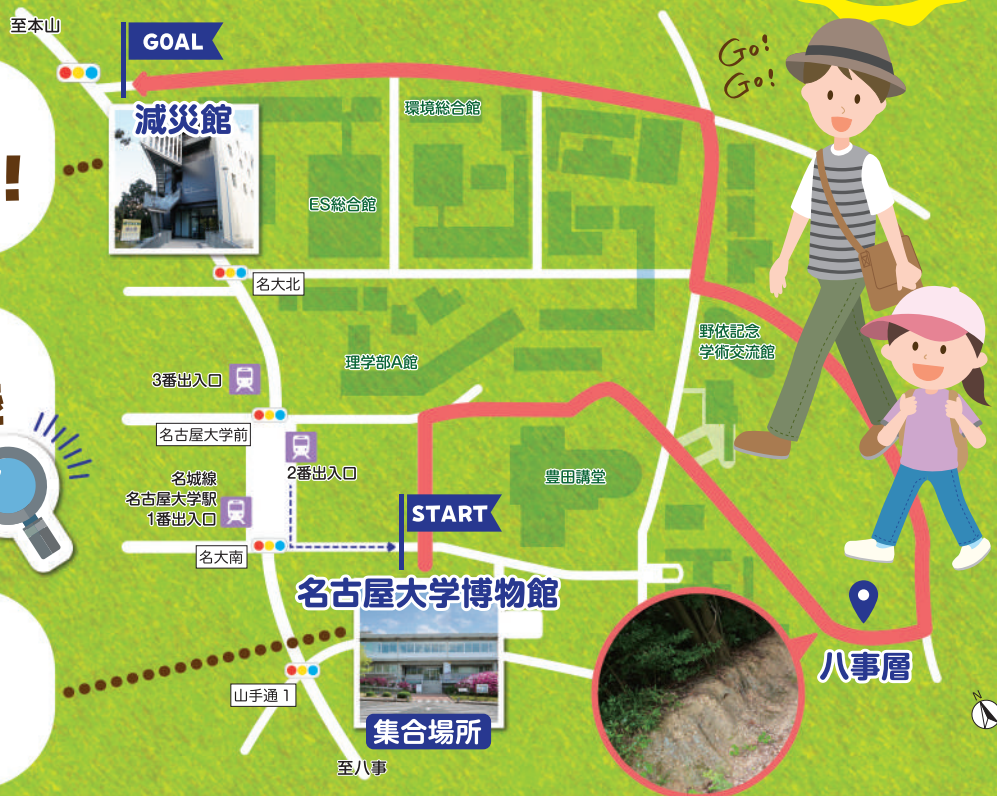 至本山
GOAL
Go!
Go!
減災館
環境総合館
!
ES総合館
名大北
野依記念
学術交流館
理学部A館
3番出入口
名古屋大学前
2番出入口
名城線
名古屋大学駅
1番出入口
豊田講堂
START
名大南
名古屋大学博物館
八事層
山手通1
集合場所
至八事
N